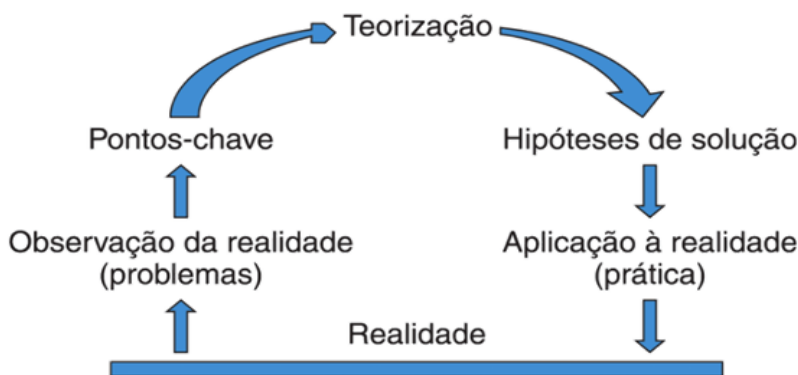 Teorização
Pontos-chave
Hipóteses de solução
Observação da realidade
(problemas)
Aplicação à realidade
(prática)
Realidade